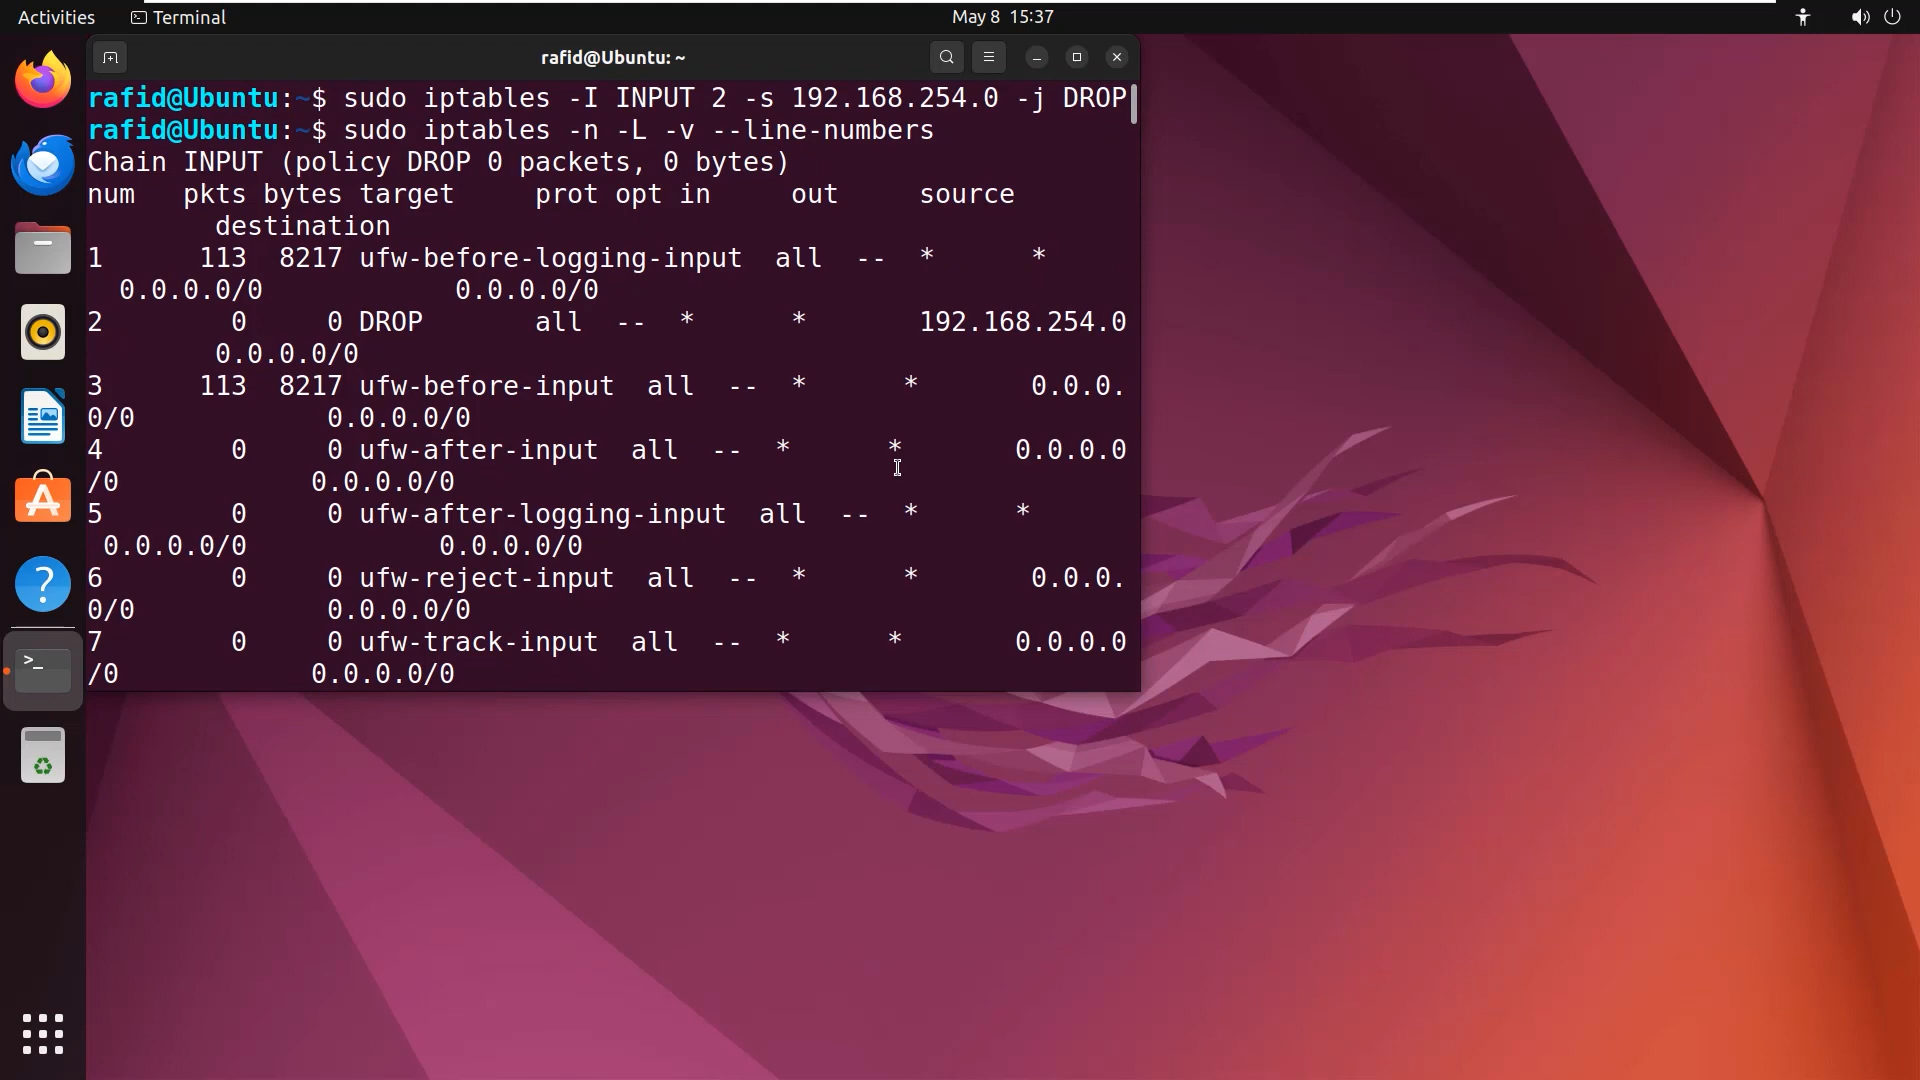 Activities Terminal May 8 15:37
rafid@Ubuntu: ~
rafid@Ubuntu:~$ sudo iptables -I INPUT 2 -s 192.168.254.0 -j DROP
rafid@Ubuntu:~$ sudo iptables -n -L -v --line-numbers
Chain INPUT (policy DROP 0 packets, 0 bytes)
num   pkts bytes target     prot opt in     out     source
        destination
1      113  8217 ufw-before-logging-input  all  --  *      *
  0.0.0.0/0            0.0.0.0/0
2        0     0 DROP       all  --  *      *       192.168.254.0
        0.0.0.0/0
3      113  8217 ufw-before-input  all  --  *      *       0.0.0.
0/0            0.0.0.0/0
4        0     0 ufw-after-input  all  --  *      *       0.0.0.0
/0            0.0.0.0/0
5        0     0 ufw-after-logging-input  all  --  *      *
 0.0.0.0/0            0.0.0.0/0
6        0     0 ufw-reject-input  all  --  *      *       0.0.0.
0/0            0.0.0.0/0
7        0     0 ufw-track-input  all  --  *      *       0.0.0.0
/0            0.0.0.0/0